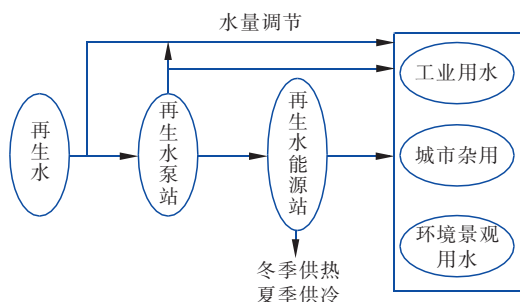 水量调节
再生水
再生水泵站
再生水能源站
工业用水
城市杂用
环境景观
用水
冬季供热
夏季供冷